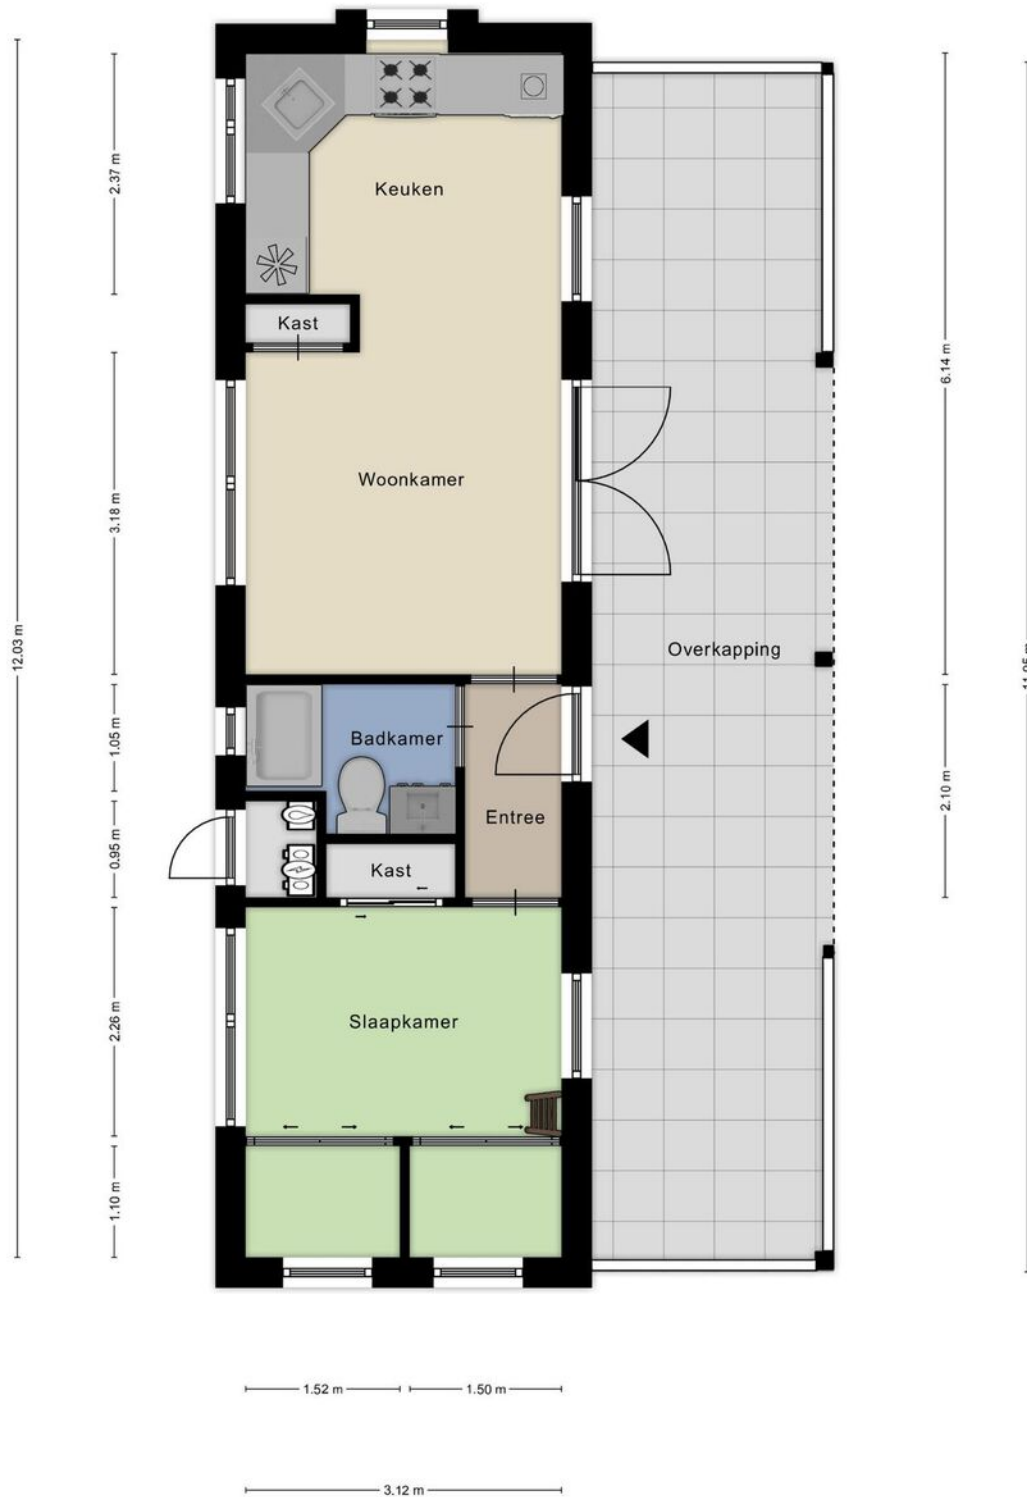 Keuken
Kast
Woonkamer
Overkapping
Badkamer
Entree
Kast
Slaapkamer
12.03 m
2.37 m
3.18 m
1.05 m
0.95 m
2.26 m
1.10 m
6.14 m
2.10 m
1.52 m
1.50 m
3.12 m